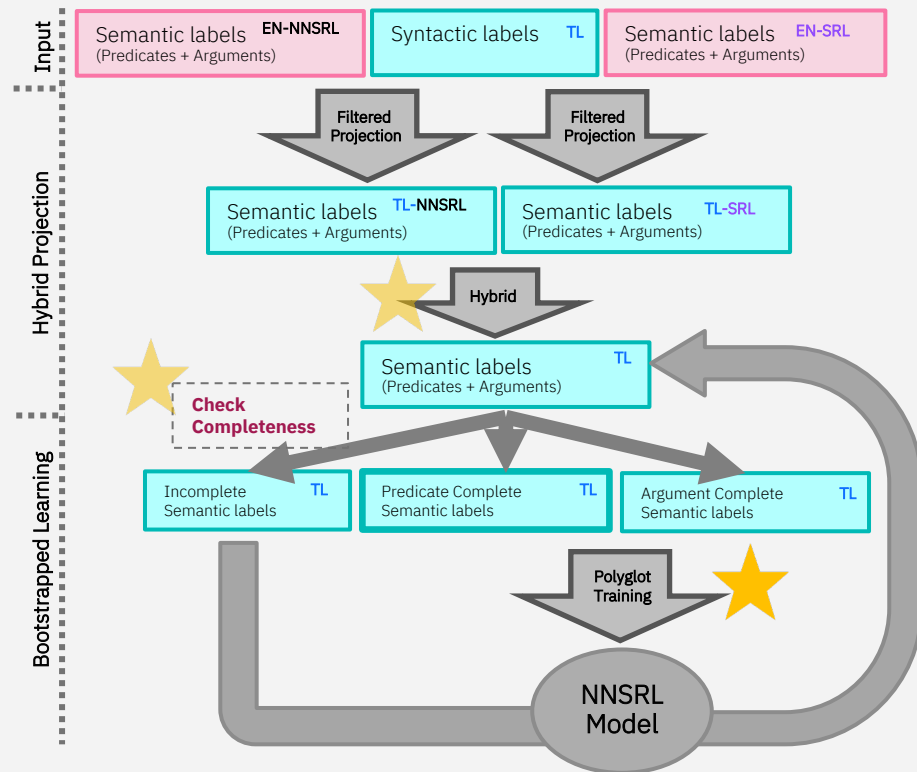 Input
Semantic labels EN-NNSRL
(Predicates + Arguments)
Syntactic labels TL
Semantic labels EN-SRL
(Predicates + Arguments)
Hybrid Projection
Filtered
Projection
Filtered
Projection
Semantic labels TL-NNSRL
(Predicates + Arguments)
Semantic labels TL-SRL
(Predicates + Arguments)
Hybrid
Semantic labels TL
(Predicates + Arguments)
Check
Completeness
Bootstrapped Learning
Incomplete TL
Semantic labels
Predicate Complete TL
Semantic labels
Argument Complete TL
Semantic labels
Polyglot
Training
NNSRL
Model